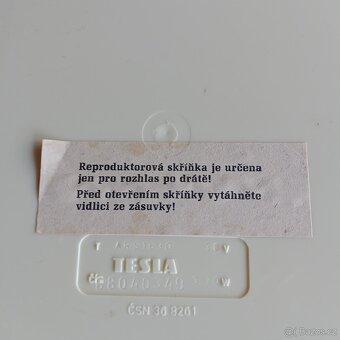 Reproduktorová skříňka je určena
jen pro rozhlas po drátě!
Před otevřením skříňky vytáhněte
vidlici ze zásuvky!
TESLA
ČSN 36 8261